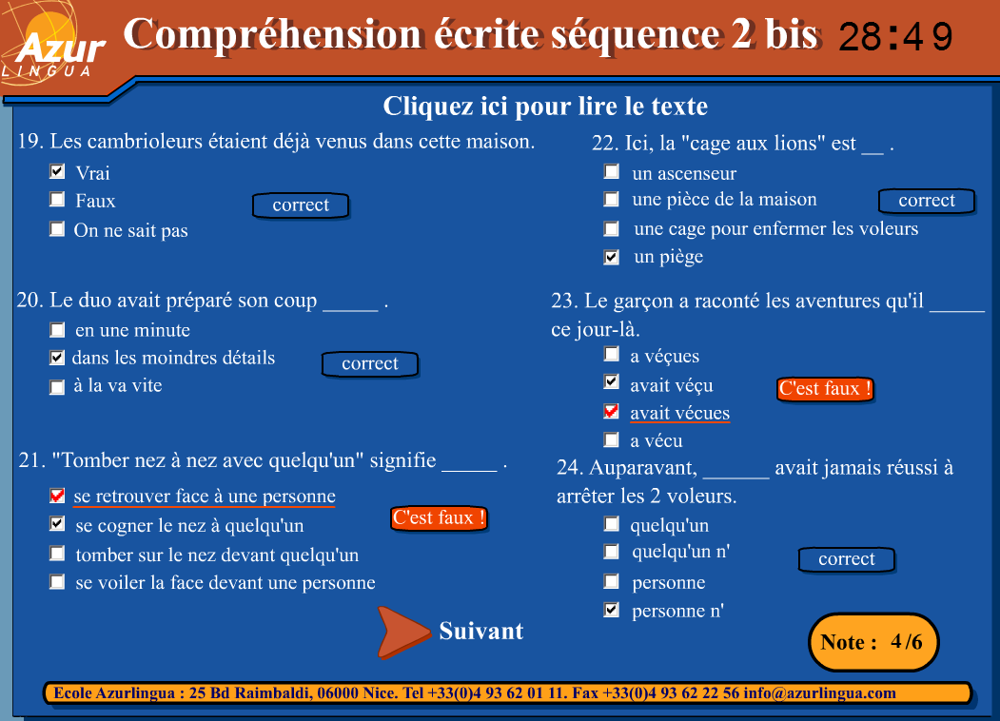 Azur
LINGUA
Compréhension écrite séquence 2 bis 28:49
Cliquez ici pour lire le texte
19. Les cambrioleurs étaient déjà venus dans cette maison.
Vrai
Faux
On ne sait pas
correct
20. Le duo avait préparé son coup _____ .
en une minute
dans les moindres détails
à la va vite
correct
21. "Tomber nez à nez avec quelqu'un" signifie _____ .
se retrouver face à une personne
se cogner le nez à quelqu'un
tomber sur le nez devant quelqu'un
se voiler la face devant une personne
C'est faux !
22. Ici, la "cage aux lions" est __ .
un ascenseur
une pièce de la maison
une cage pour enfermer les voleurs
un piège
correct
23. Le garçon a raconté les aventures qu'il _____
ce jour-là.
a véçues
avait véçu
avait vécues
a vécu
C'est faux !
24. Auparavant, ______ avait jamais réussi à
arrêter les 2 voleurs.
quelqu'un
quelqu'un n'
personne
personne n'
correct
Suivant
Note : 4/6
Ecole Azurlingua : 25 Bd Raimbaldi, 06000 Nice. Tel +33(0)4 93 62 01 11. Fax +33(0)4 93 62 22 56 info@azurlingua.com